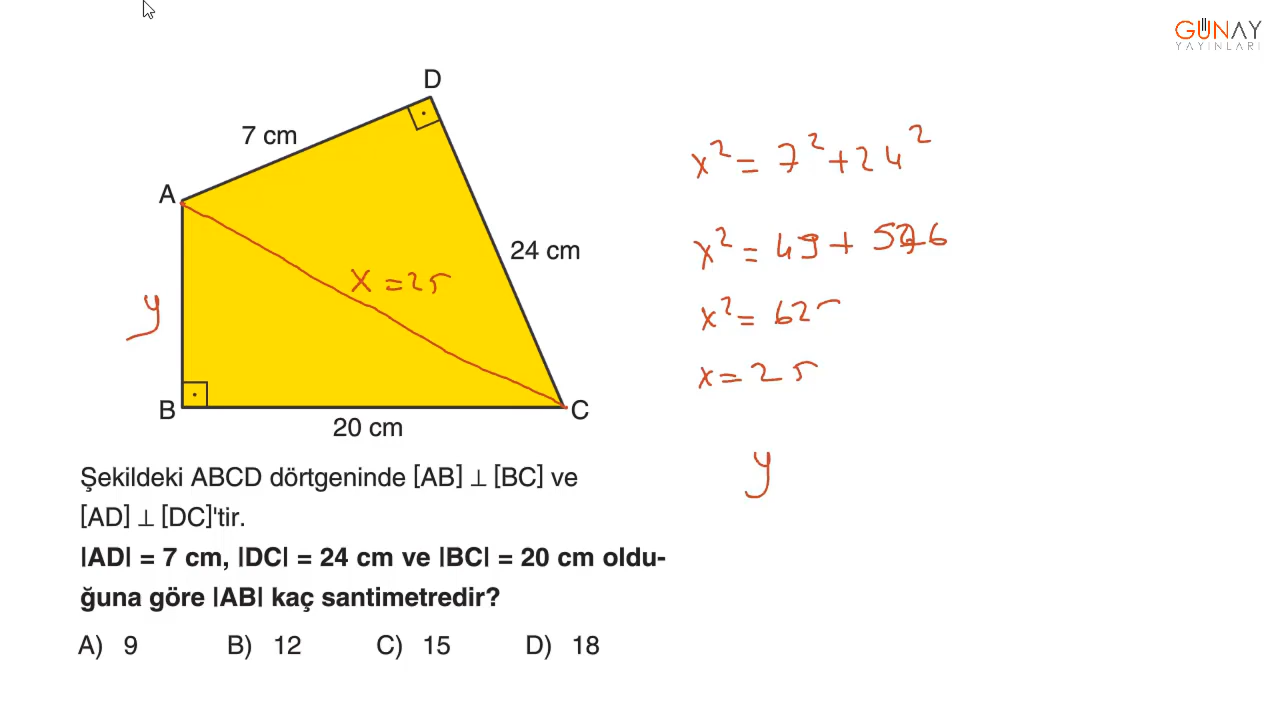 GÜNAY
YAYINLARI
D
7 cm
A
24 cm
x = 25
y
B
C
20 cm
x² = 7² + 24²
x² = 49 + 576
x² = 625
x = 25
y
Şekildeki ABCD dörtgeninde [AB] ⊥ [BC] ve
[AD] ⊥ [DC]'tir.
|AD| = 7 cm, |DC| = 24 cm ve |BC| = 20 cm oldu-
ğuna göre |AB| kaç santimetredir?
A) 9 B) 12 C) 15 D) 18